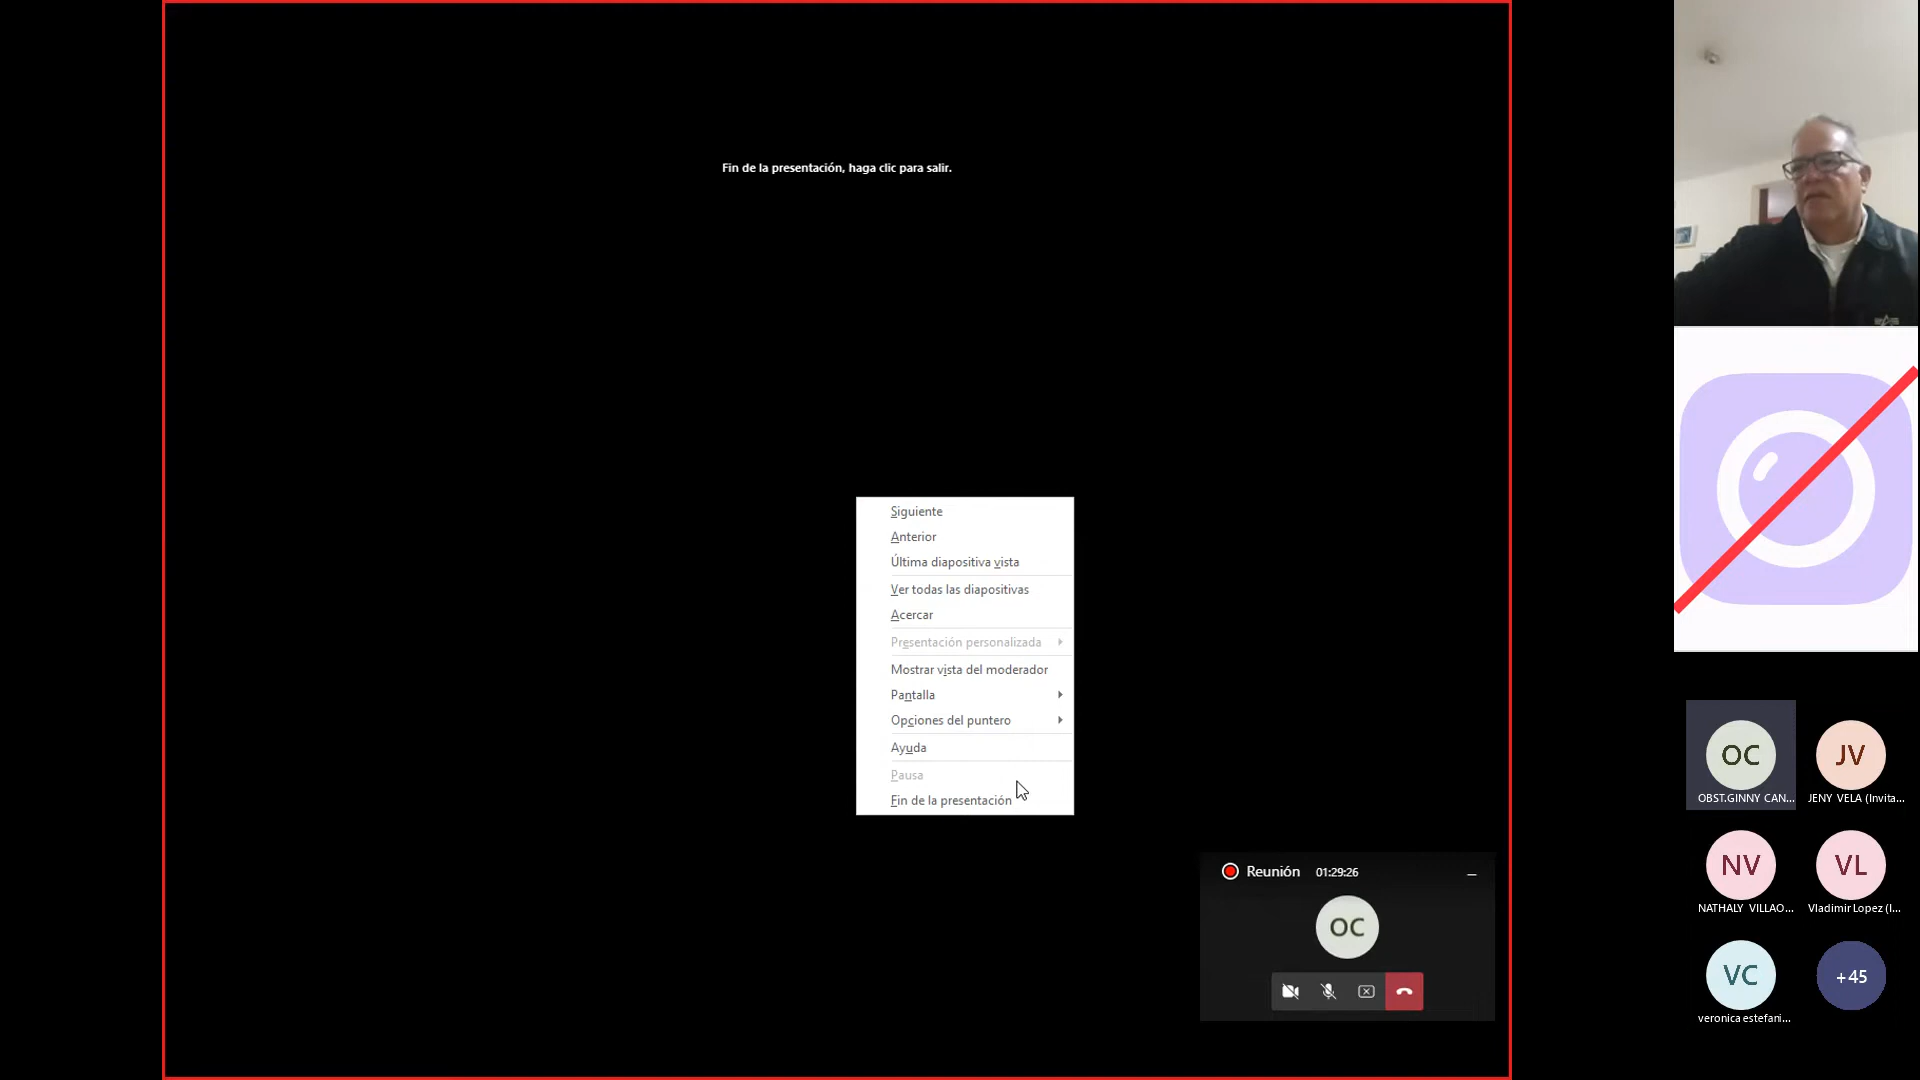 Fin de la presentación, haga clic para salir.
Siguiente
Anterior
Última diapositiva vista
Ver todas las diapositivas
Acercar
Presentación personalizada
Mostrar vista del moderador
Pantalla
Opciones del puntero
Ayuda
Pausa
Fin de la presentación
Reunión 01:29:26
OC
OC JV
OBST.GINNY CAN... JENY VELA (Invita...
NV VL
NATHALY VILLAO... Vladimir Lopez (I...
VC +45
veronica estefani...